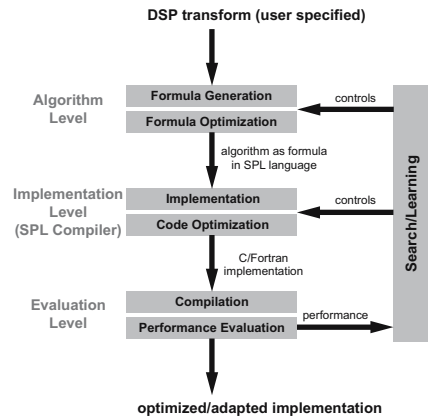 DSP transform (user specified)
Algorithm
Level
Formula Generation
Formula Optimization
controls
algorithm as formula
in SPL language
Implementation
Level
(SPL Compiler)
Implementation
Code Optimization
controls
Search/Learning
C/Fortran
implementation
Evaluation
Level
Compilation
Performance Evaluation
performance
optimized/adapted implementation